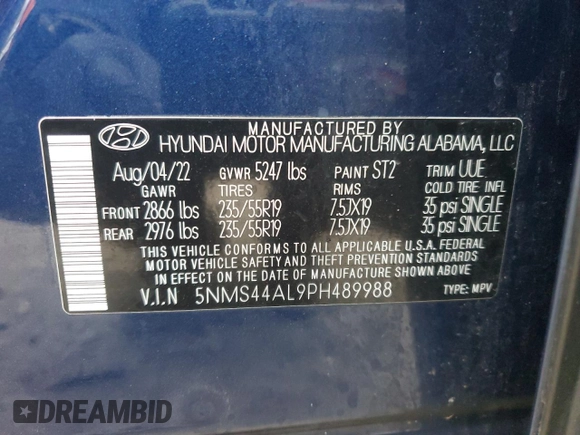 MANUFACTURED BY
HYUNDAI MOTOR MANUFACTURING ALABAMA, LLC
Aug/04/22 GVWR 5247 lbs PAINT ST2 TRIM UUE
GAWR TIRES RIMS COLD TIRE INFL
FRONT 2866 lbs 235/55R19 7.5JX19 35 psi SINGLE
REAR 2976 lbs 235/55R19 7.5JX19 35 psi SINGLE
THIS VEHICLE CONFORMS TO ALL APPLICABLE U.S.A. FEDERAL
MOTOR VEHICLE SAFETY AND THEFT PREVENTION STANDARDS
IN EFFECT ON THE DATE OF MANUFACTURE SHOWN ABOVE.
V.I.N 5NMS44AL9PH489988 TYPE: MPV
DREAMBID